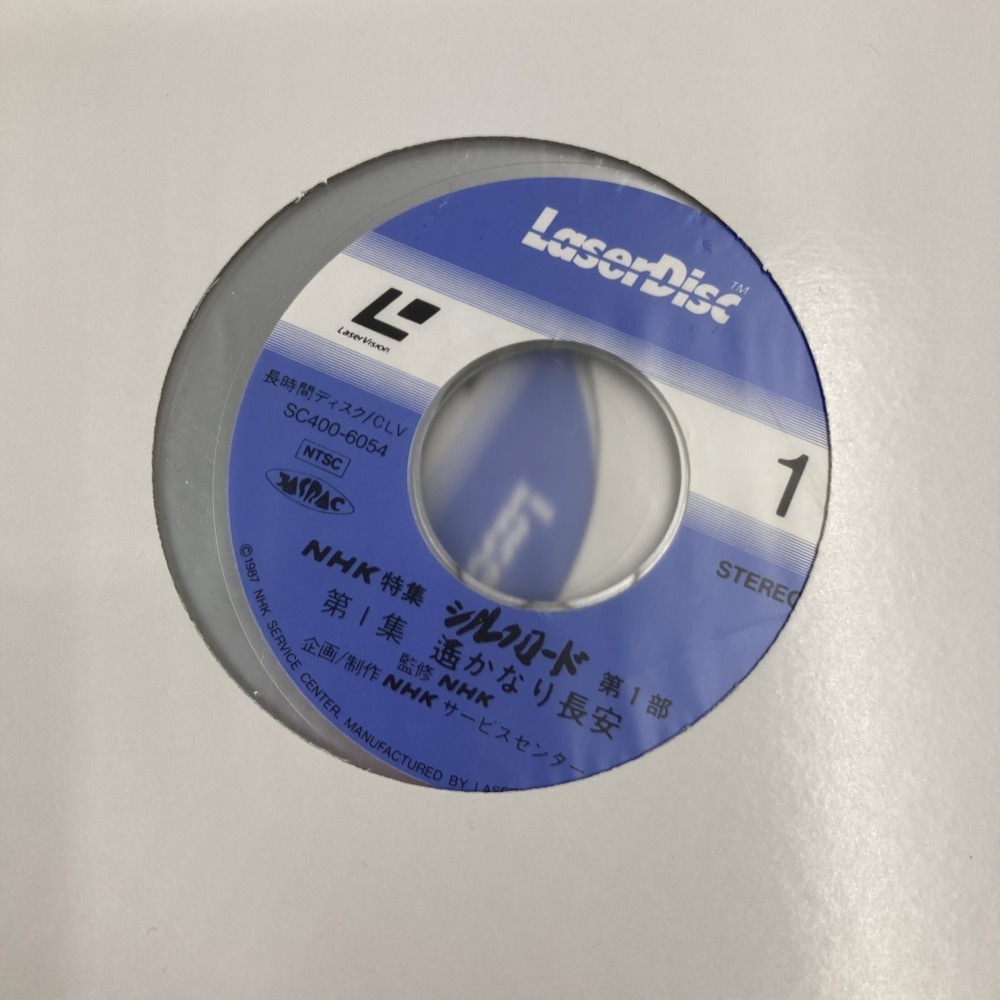 LaserDisc™
LaserVision
長時間ディスク/CLV
SC400-6054
NTSC
JASRAC
1
STEREO
NHK特集 シルクロード 第1部
第1集 遥かなり長安
監修 NHK
企画/制作 NHK サービスセンター
©1987 NHK SERVICE CENTER, MANUFACTURED BY LASER